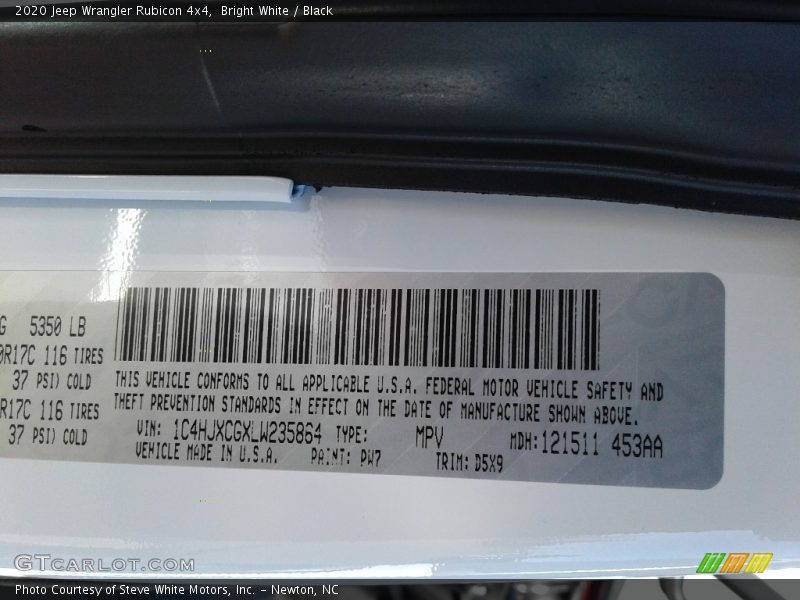 2020 Jeep Wrangler Rubicon 4x4, Bright White / Black
G 5350 LB
0R17C 116 TIRES
37 PSI) COLD
R17C 116 TIRES
37 PSI) COLD
THIS VEHICLE CONFORMS TO ALL APPLICABLE U.S.A. FEDERAL MOTOR VEHICLE SAFETY AND
THEFT PREVENTION STANDARDS IN EFFECT ON THE DATE OF MANUFACTURE SHOWN ABOVE.
VIN: 1C4HJXCGXLW235864 TYPE: MPV MDH:121511 453AA
VEHICLE MADE IN U.S.A. PAINT: PW7 TRIM: D5X9
GTCARLOT.COM
Photo Courtesy of Steve White Motors, Inc. – Newton, NC